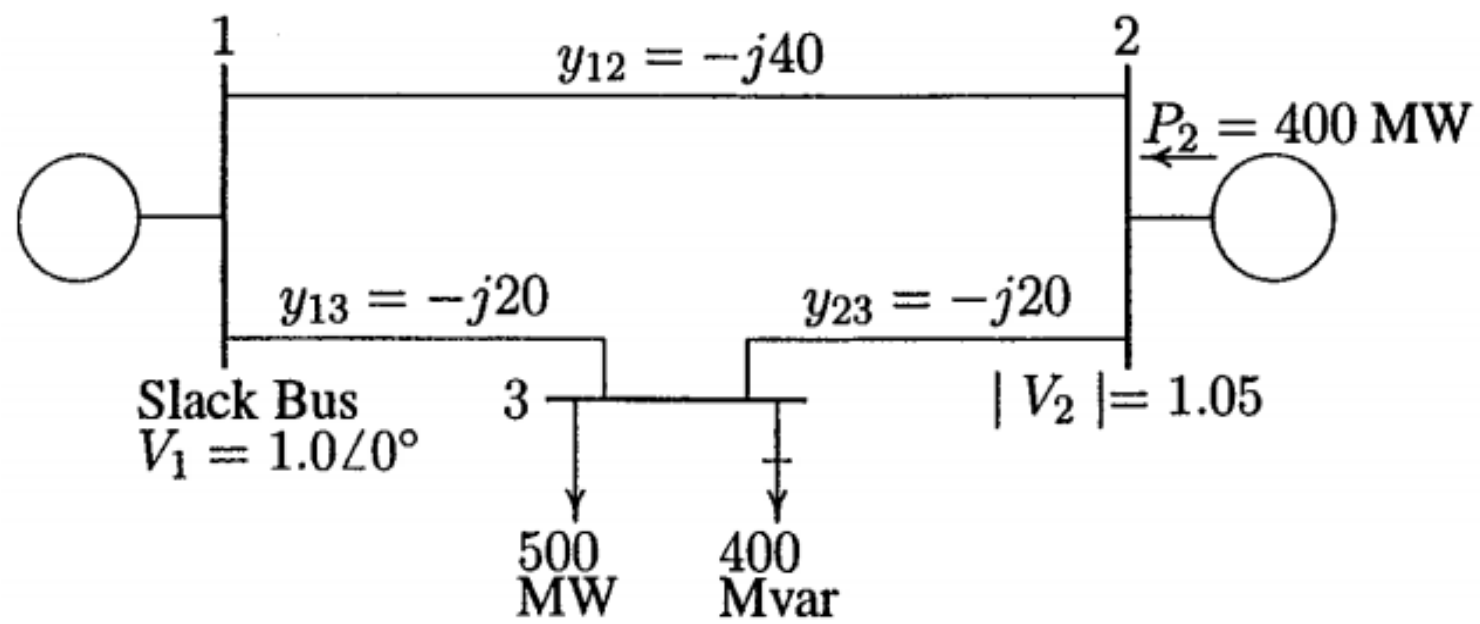 1
2
y₁₂ = −j40
P₂ = 400 MW
y₁₃ = −j20
y₂₃ = −j20
Slack Bus
V₁ = 1.0∠0°
3
| V₂ |= 1.05
500
MW
400
Mvar